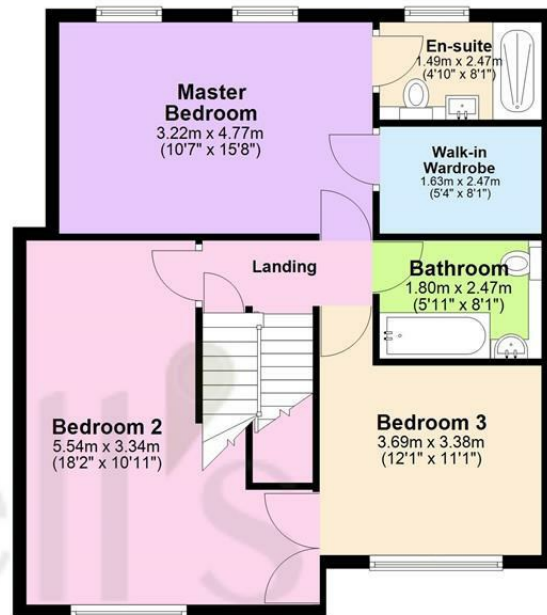 En-suite
1.49m x 2.47m
(4'10" x 8'1")
Master
Bedroom
3.22m x 4.77m
(10'7" x 15'8")
Walk-in
Wardrobe
1.63m x 2.47m
(5'4" x 8'1")
Landing
Bathroom
1.80m x 2.47m
(5'11" x 8'1")
Bedroom 2
5.54m x 3.34m
(18'2" x 10'11")
Bedroom 3
3.69m x 3.38m
(12'1" x 11'1")